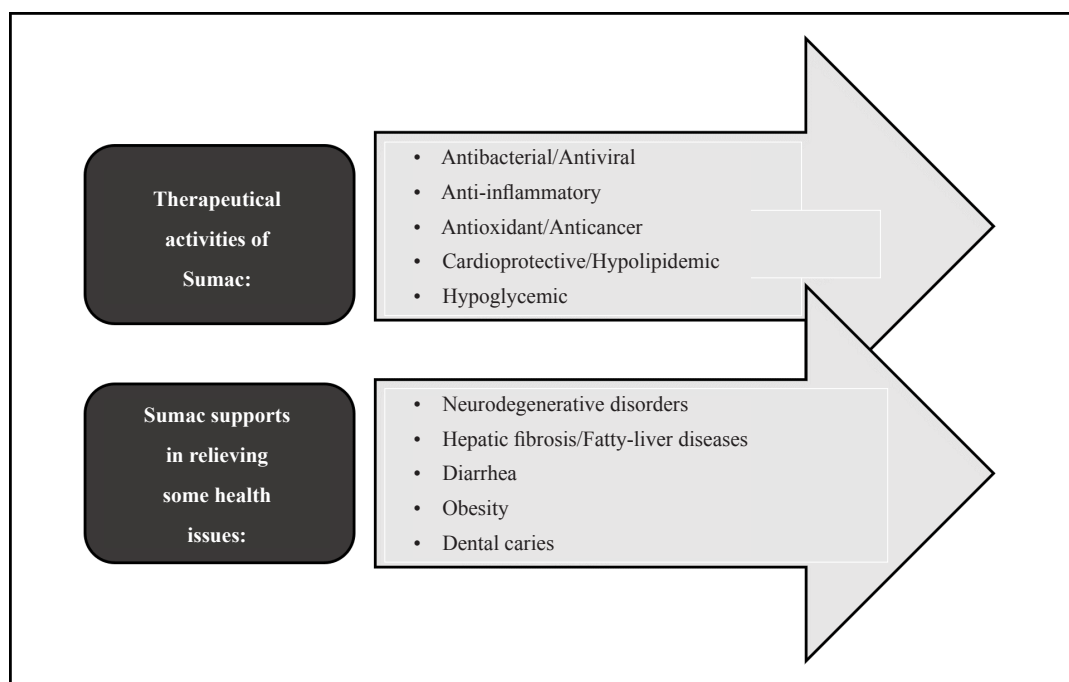 Therapeutical
activities of
Sumac:
• Antibacterial/Antiviral
• Anti-inflammatory
• Antioxidant/Anticancer
• Cardioprotective/Hypolipidemic
• Hypoglycemic
Sumac supports
in relieving
some health
issues:
• Neurodegenerative disorders
• Hepatic fibrosis/Fatty-liver diseases
• Diarrhea
• Obesity
• Dental caries